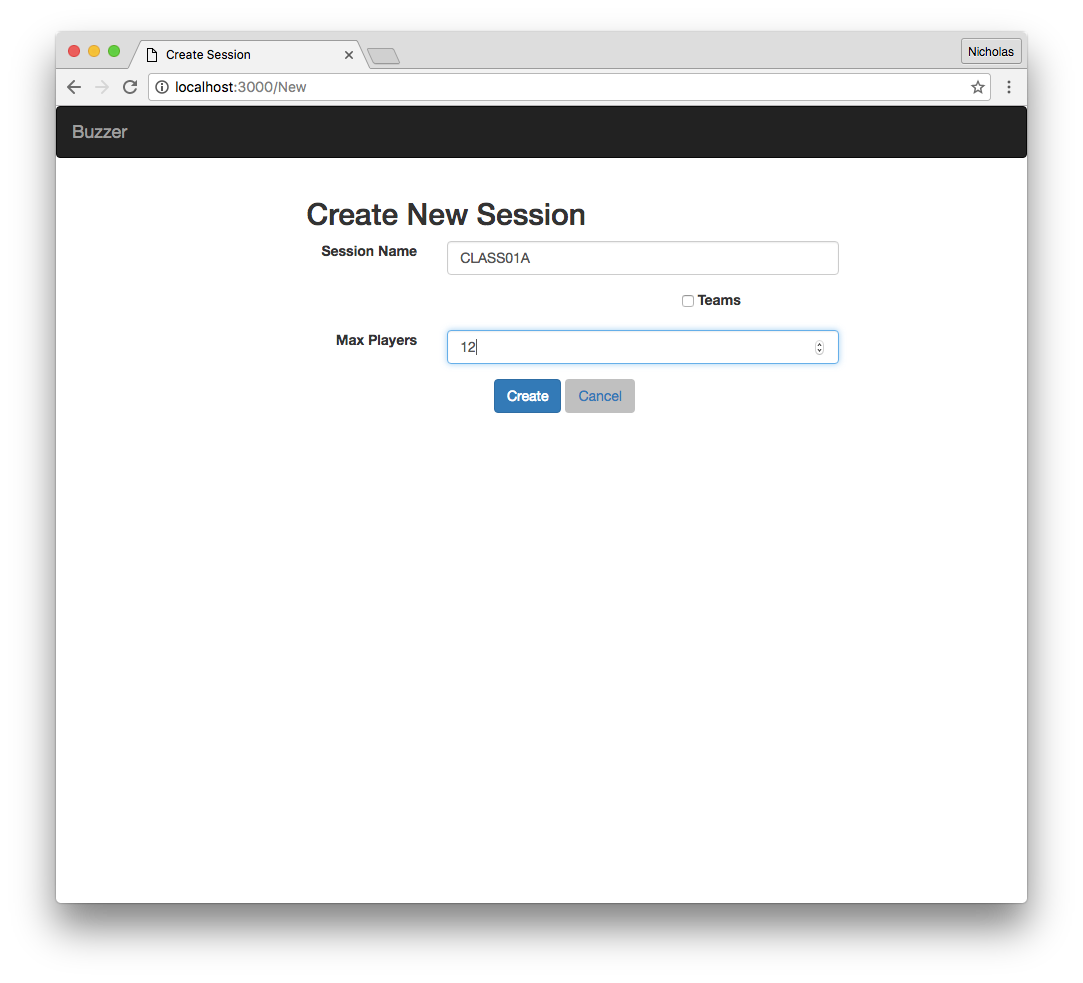 Create Session
Nicholas
localhost:3000/New
Buzzer
Create New Session
Session Name CLASS01A
Teams
Max Players 12
Create Cancel